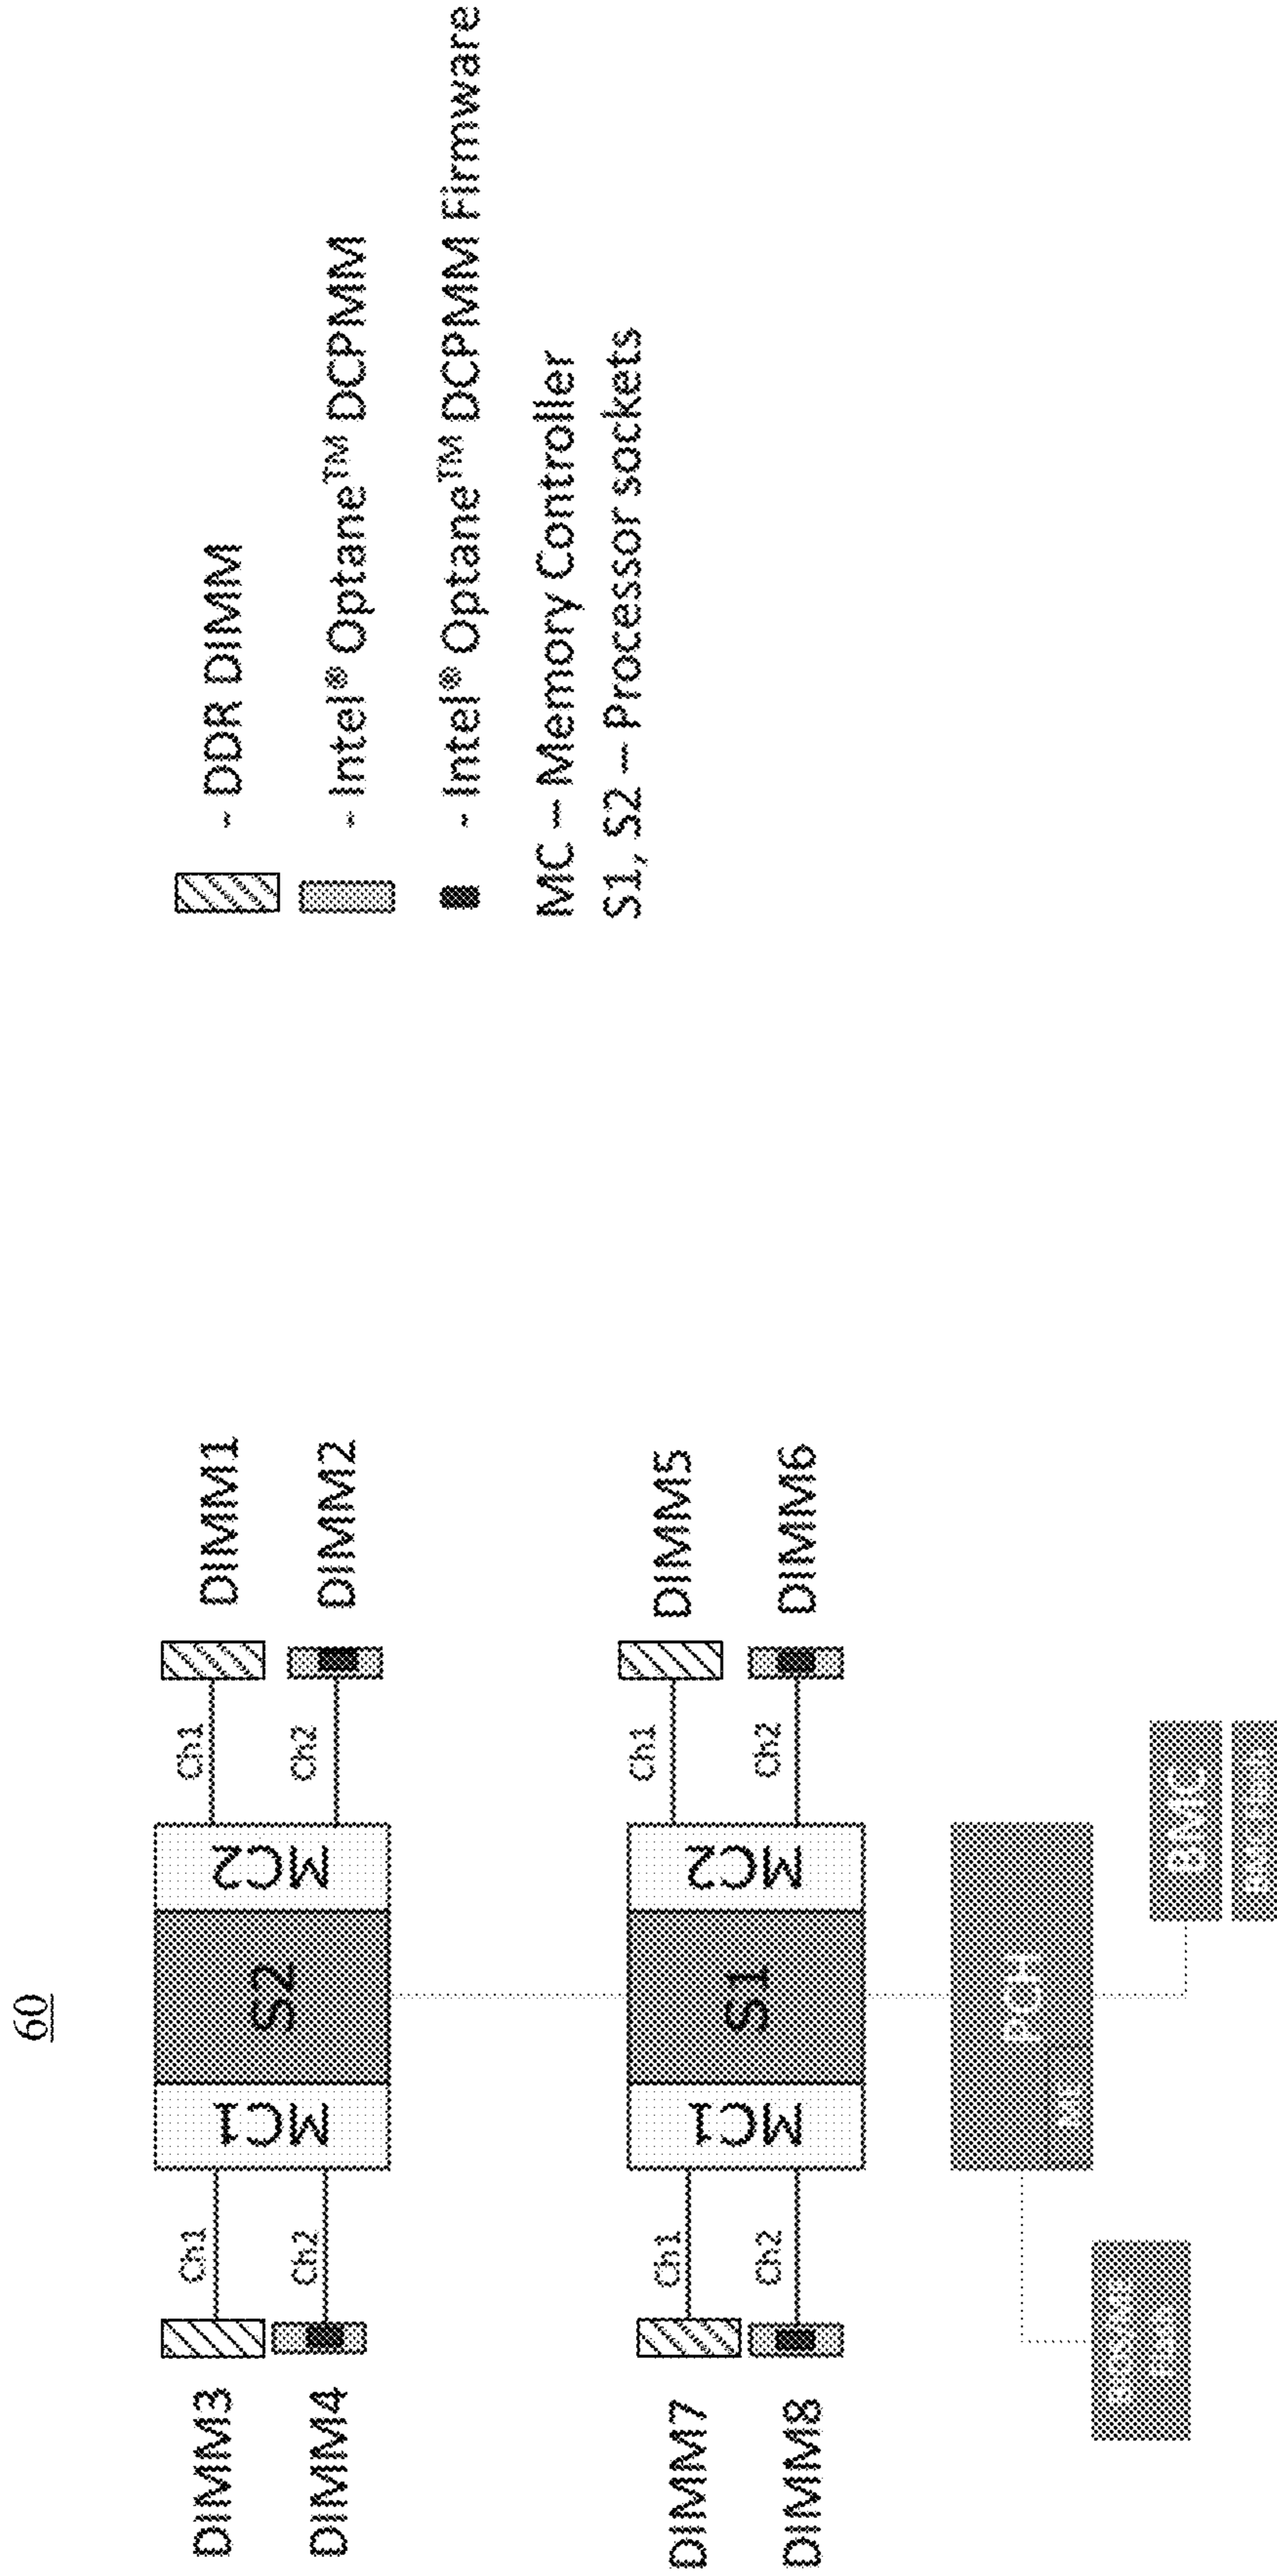 60
DIMM3
Ch1
MC1
S2
MC2
Ch1
DIMM1
DIMM4
Ch2
Ch2
DIMM2
DIMM7
Ch1
MC1
S1
MC2
Ch1
DIMM5
DIMM8
Ch2
Ch2
DIMM6
PCH
BMC
- DDR DIMM
- Intel® Optane™ DCPMM
- Intel® Optane™ DCPMM Firmware
MC – Memory Controller
S1, S2 – Processor sockets